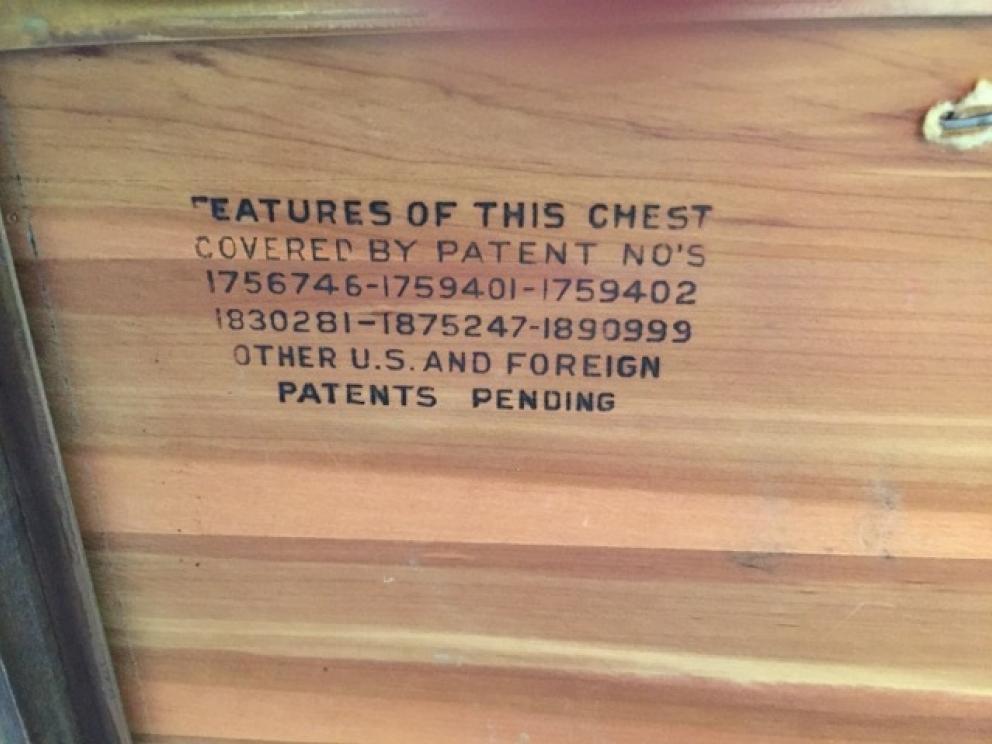 FEATURES OF THIS CHEST
COVERED BY PATENT NO'S
1756746-1759401-1759402
1830281-1875247-1890999
OTHER U.S. AND FOREIGN
PATENTS PENDING